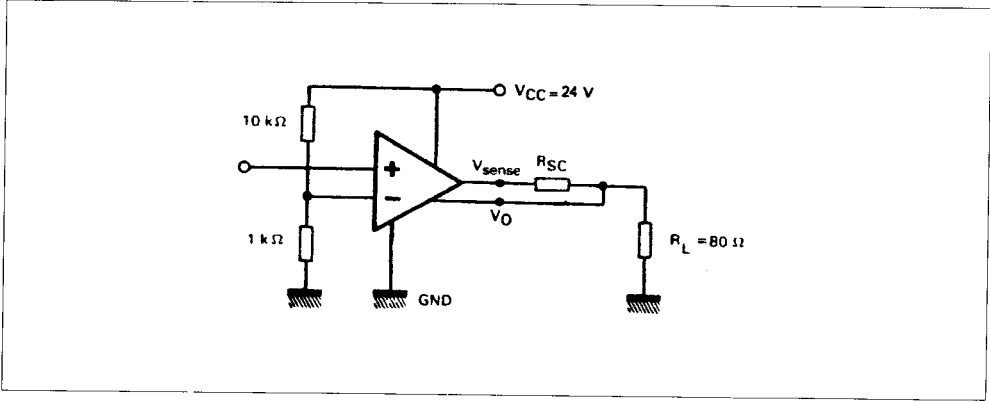 V_CC = 24 V
10 kΩ
+
V_sense
R_SC
−
V_O
1 kΩ
R_L = 80 Ω
GND